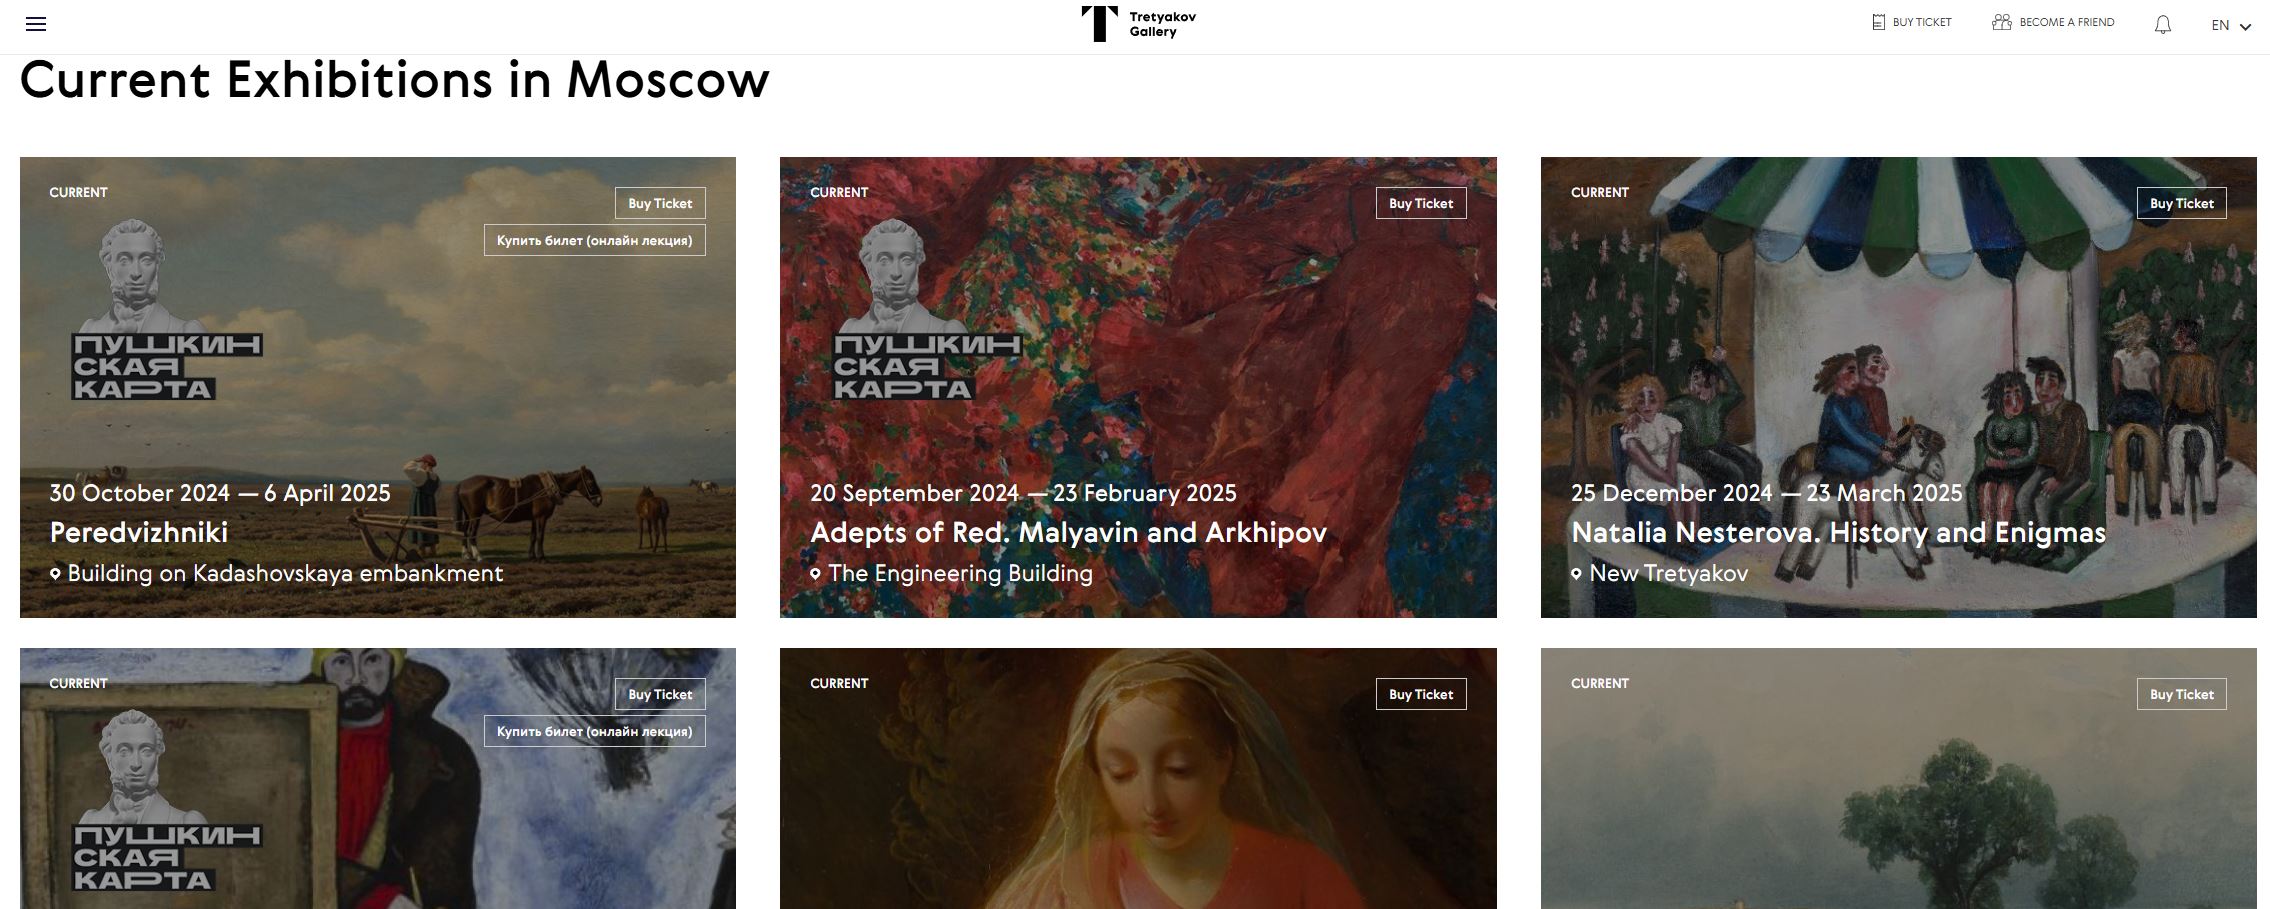 Tretyakov
Gallery
BUY TICKET
BECOME A FRIEND
EN
Current Exhibitions in Moscow
CURRENT
Buy Ticket
Купить билет (онлайн лекция)
ПУШКИН
СКАЯ
КАРТА
30 October 2024 — 6 April 2025
Peredvizhniki
Building on Kadashovskaya embankment
CURRENT
Buy Ticket
ПУШКИН
СКАЯ
КАРТА
20 September 2024 — 23 February 2025
Adepts of Red. Malyavin and Arkhipov
The Engineering Building
CURRENT
Buy Ticket
25 December 2024 — 23 March 2025
Natalia Nesterova. History and Enigmas
New Tretyakov
CURRENT
Buy Ticket
Купить билет (онлайн лекция)
ПУШКИН
СКАЯ
КАРТА
CURRENT
Buy Ticket
CURRENT
Buy Ticket